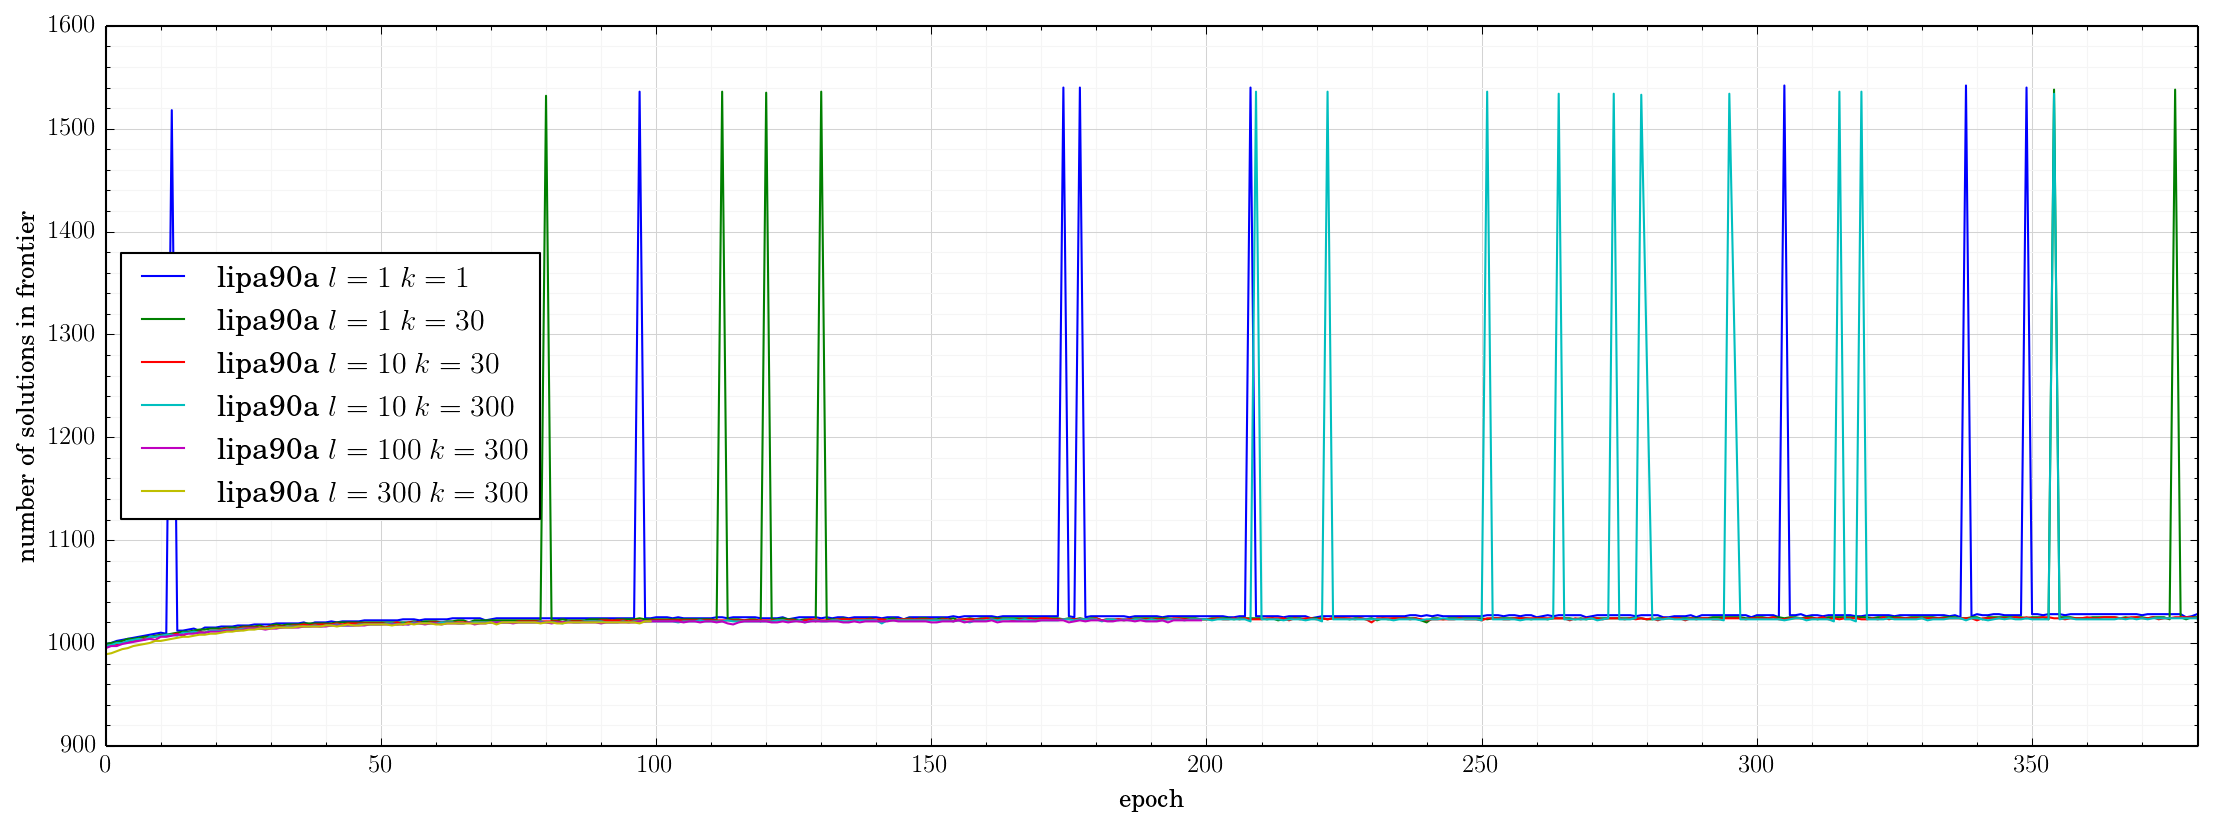 1600
1500
1400
1300
1200
1100
1000
900
number of solutions in frontier
lipa90a l = 1 k = 1
lipa90a l = 1 k = 30
lipa90a l = 10 k = 30
lipa90a l = 10 k = 300
lipa90a l = 100 k = 300
lipa90a l = 300 k = 300
0 50 100 150 200 250 300 350
epoch